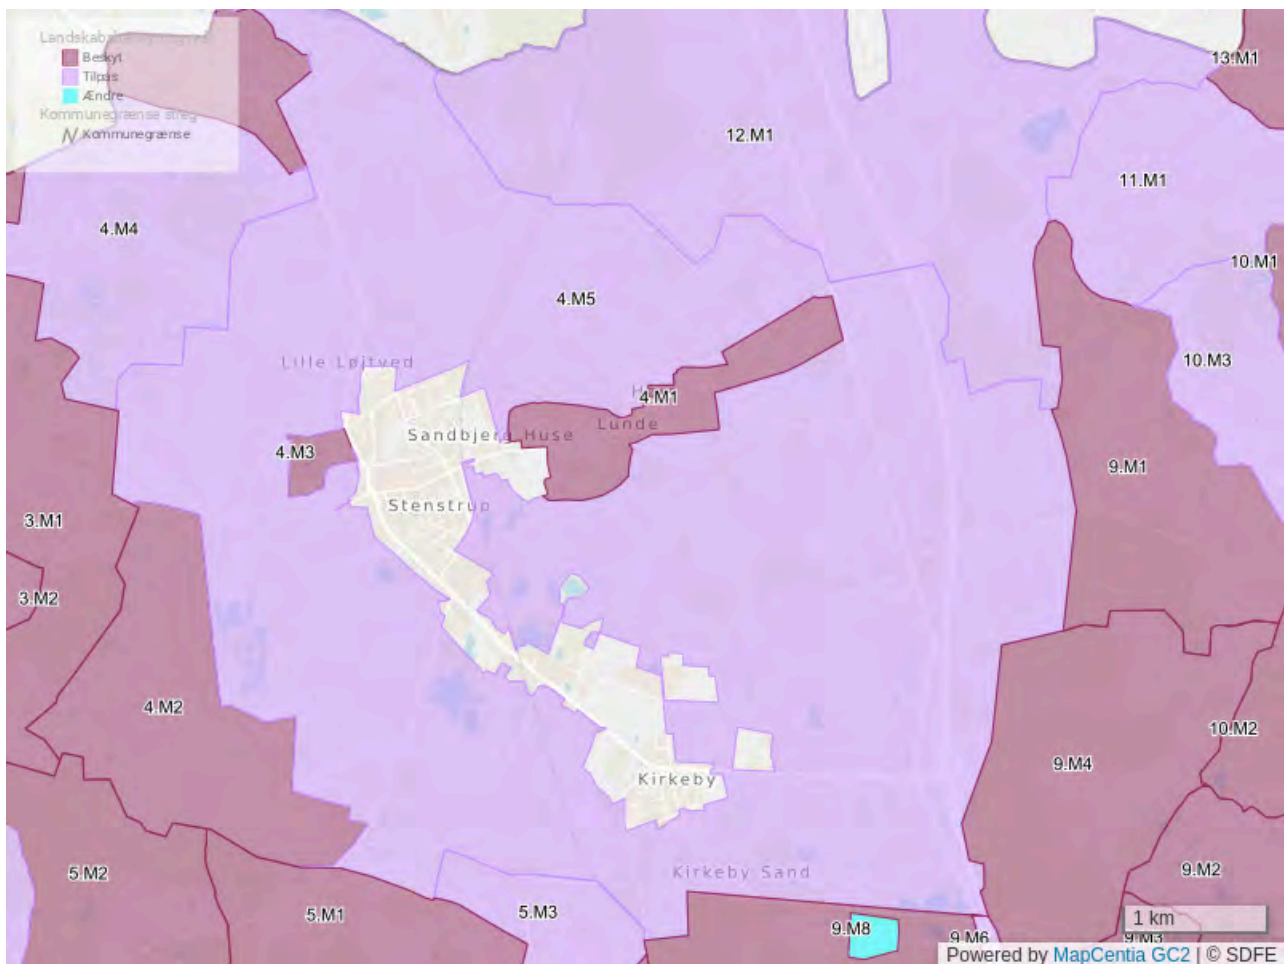 Beskyt
Tilpas
Ændre
Kommunegrænse streg
Kommunegrænse
13.M1
12.M1
11.M1
4.M4
10.M1
4.M5
10.M3
Lille Løjtved
4.M1
Lunde
Sandbjerg Huse
4.M3
9.M1
Stenstrup
3.M1
3.M2
4.M2
10.M2
9.M4
Kirkeby
Kirkeby Sand
5.M2
9.M2
5.M1
5.M3
1 km
9.M8
9.M6
9.M3
Powered by MapCentia GC2 | © SDFE